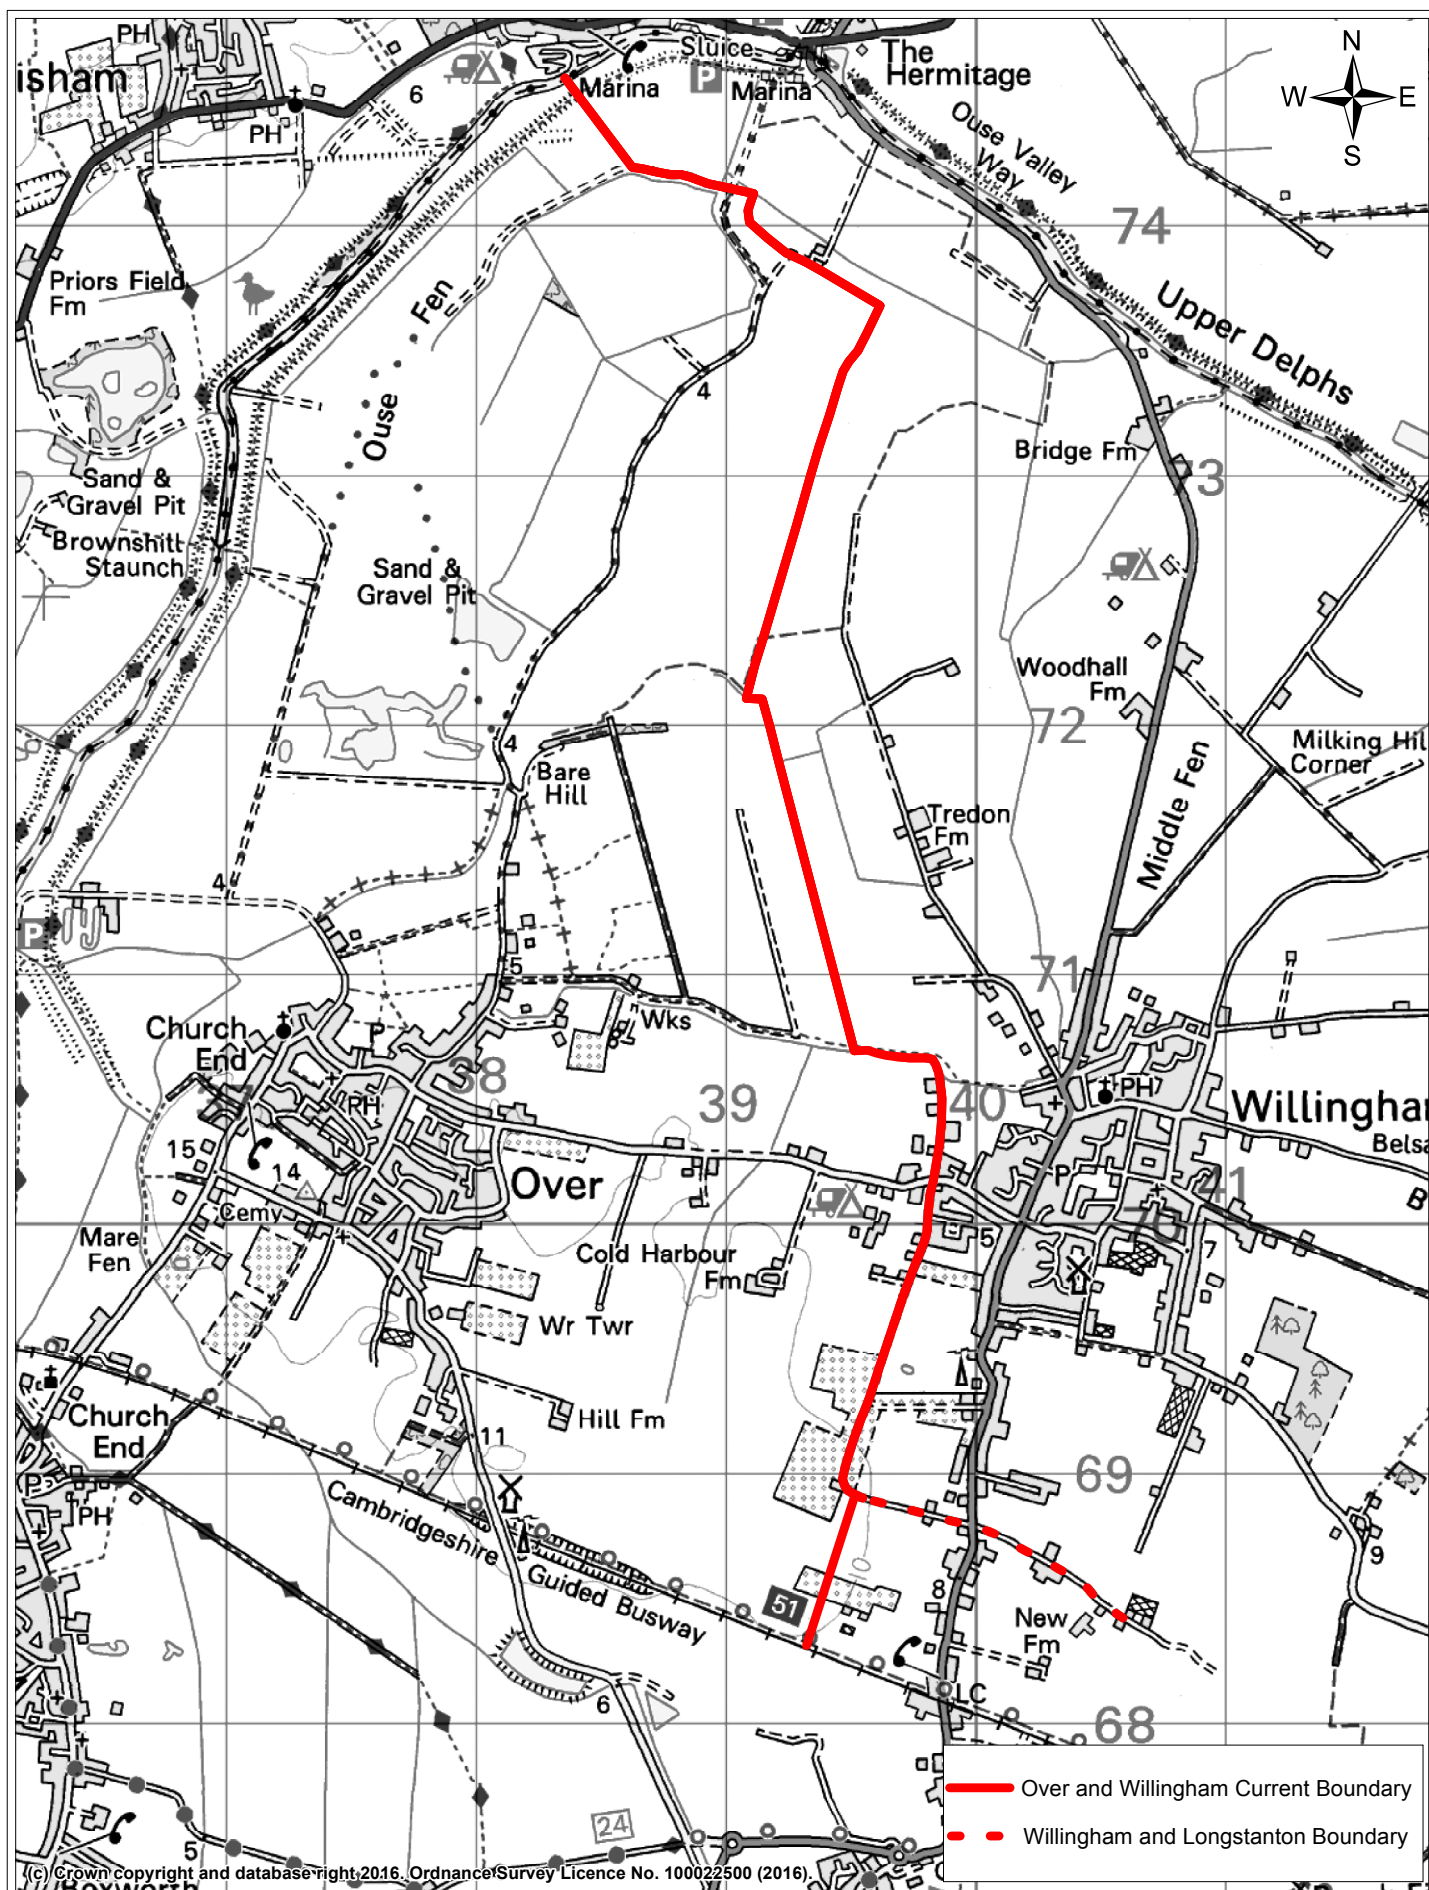 PH
isham
PH
6
Marina
Sluice
P
Marina
The
Hermitage
N
W E
S
Ouse Valley
Way
74
Priors Field
Fm
Ouse Fen
Upper Delphs
4
Bridge Fm
73
Sand &
Gravel Pit
Brownshill
Staunch
Sand &
Gravel Pit
Woodhall
Fm
72
4
Bare
Hill
Milking Hil
Corner
Middle Fen
Tredon
Fm
4
P
5
71
Wks
Church
End
P
38
39
40
PH
PH
Willingha
Belsa
37
15
14
Over
P
41
B
Cemy
70
Mare
Fen
5
7
Cold Harbour
Fm
Wr Twr
Church
End
Hill Fm
11
69
P
PH
Cambridgeshire
Guided Busway
9
51
8
New
Fm
6
LC
68
24
5
Over and Willingham Current Boundary
Willingham and Longstanton Boundary
(c) Crown copyright and database right 2016. Ordnance Survey Licence No. 100022500 (2016).
Boxworth